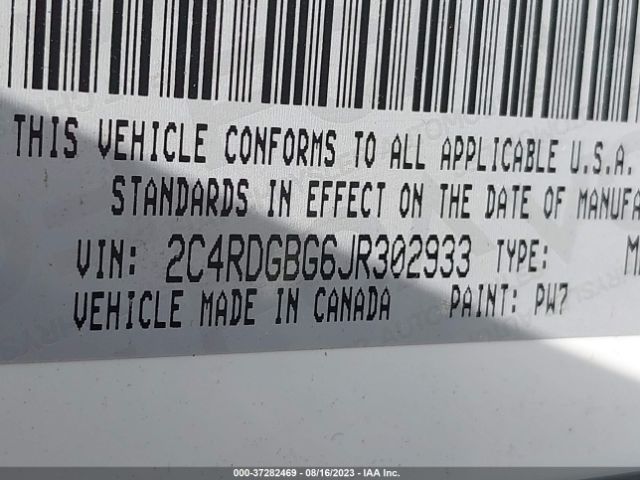 THIS VEHICLE CONFORMS TO ALL APPLICABLE U.S.A.
STANDARDS IN EFFECT ON THE DATE OF MANUFA
VIN: 2C4RDGBG6JR302933 TYPE: M
VEHICLE MADE IN CANADA PAINT: PW7
000-37282469 - 08/16/2023 - IAA Inc.